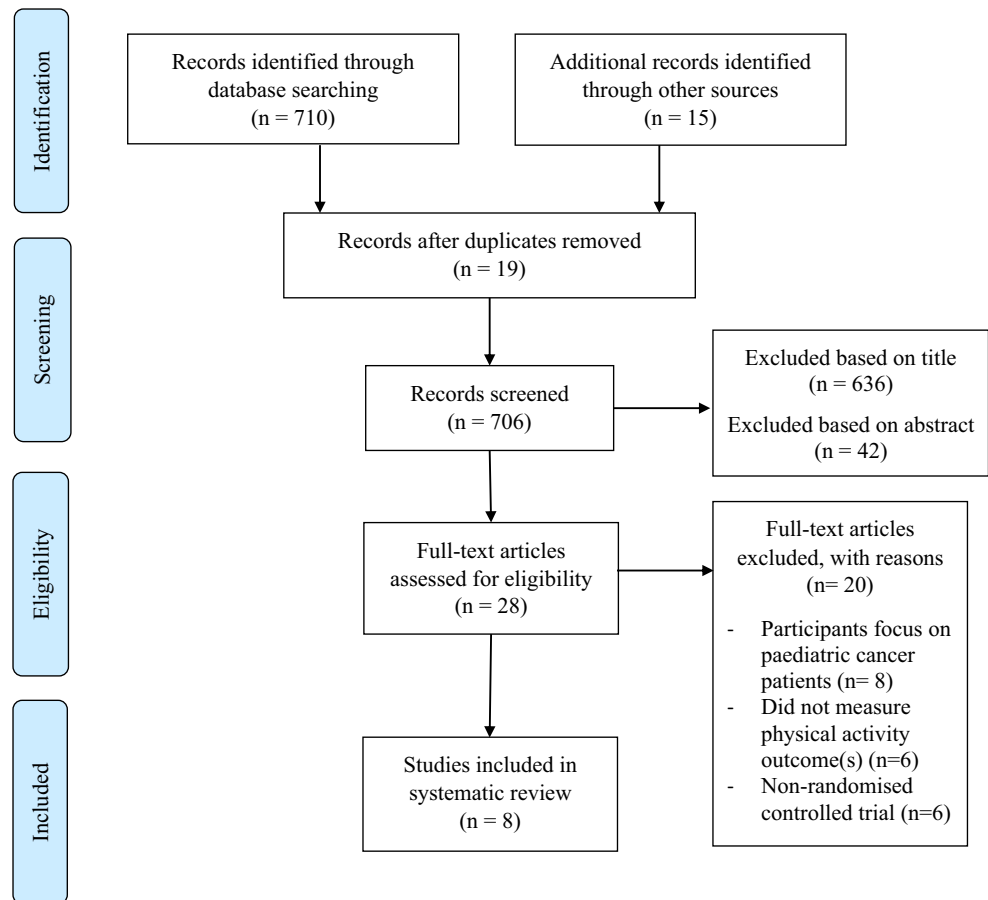 Identification
Records identified through
database searching
(n = 710)
Additional records identified
through other sources
(n = 15)
Records after duplicates removed
(n = 19)
Screening
Records screened
(n = 706)
Excluded based on title
(n = 636)
Excluded based on abstract
(n = 42)
Eligibility
Full-text articles
assessed for eligibility
(n = 28)
Full-text articles
excluded, with reasons
(n= 20)
- Participants focus on
paediatric cancer
patients (n= 8)
- Did not measure
physical activity
outcome(s) (n=6)
- Non-randomised
controlled trial (n=6)
Included
Studies included in
systematic review
(n = 8)